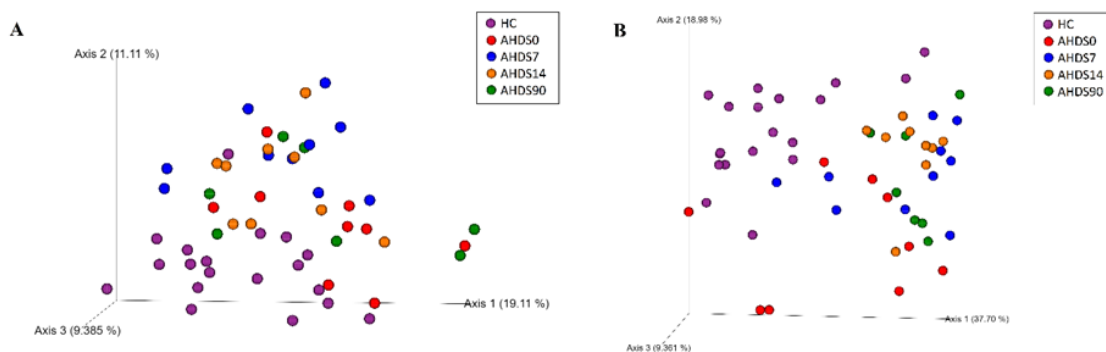 A
Axis 2 (11.11 %)
HC
AHDS0
AHDS7
AHDS14
AHDS90
Axis 1 (19.11 %)
Axis 3 (9.385 %)
B
Axis 2 (18.98 %)
HC
AHDS0
AHDS7
AHDS14
AHDS90
Axis 1 (37.70 %)
Axis 3 (9.361 %)